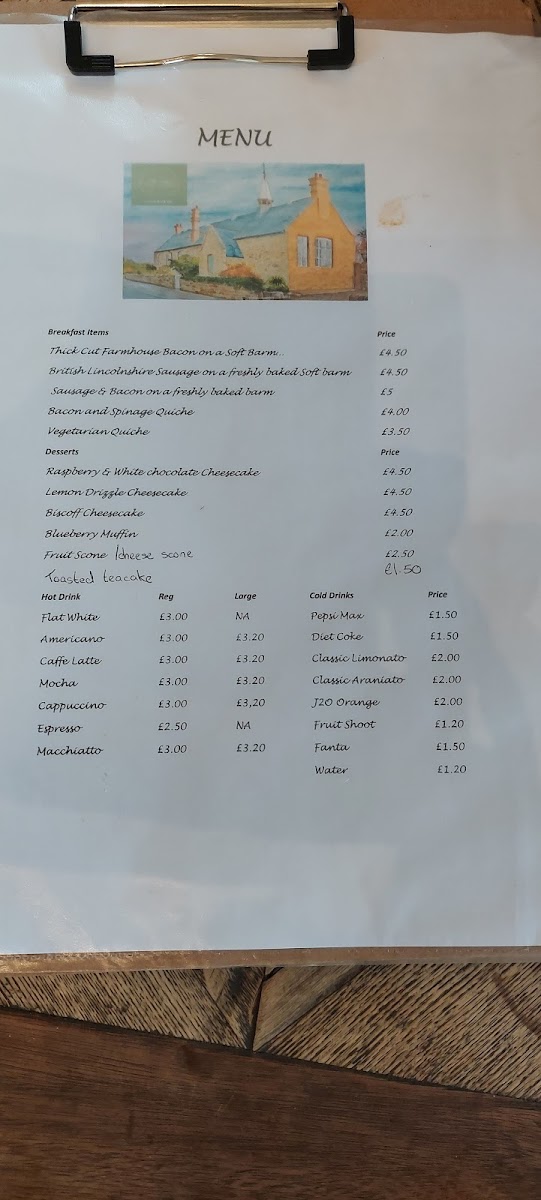 MENU
Breakfast Items Price
Thick Cut Farmhouse Bacon on a Soft Barm.. £4.50
British Lincolnshire Sausage on a freshly baked Soft barm £4.50
Sausage & Bacon on a freshly baked barm £5
Bacon and Spinage Quiche £4.00
Vegetarian Quiche £3.50
Desserts Price
Raspberry & White chocolate Cheesecake £4.50
Lemon Drizzle Cheesecake £4.50
Biscoff Cheesecake £4.50
Blueberry Muffin £2.00
Fruit Scone /cheese scone £2.50
Toasted teacake £1.50
Hot Drink Reg Large Cold Drinks Price
Flat White £3.00 NA Pepsi Max £1.50
Americano £3.00 £3.20 Diet Coke £1.50
Caffe Latte £3.00 £3.20 Classic Limonato £2.00
Mocha £3.00 £3.20 Classic Araniato £2.00
Cappuccino £3.00 £3,20 J2O Orange £2.00
Espresso £2.50 NA Fruit Shoot £1.20
Macchiatto £3.00 £3.20 Fanta £1.50
Water £1.20